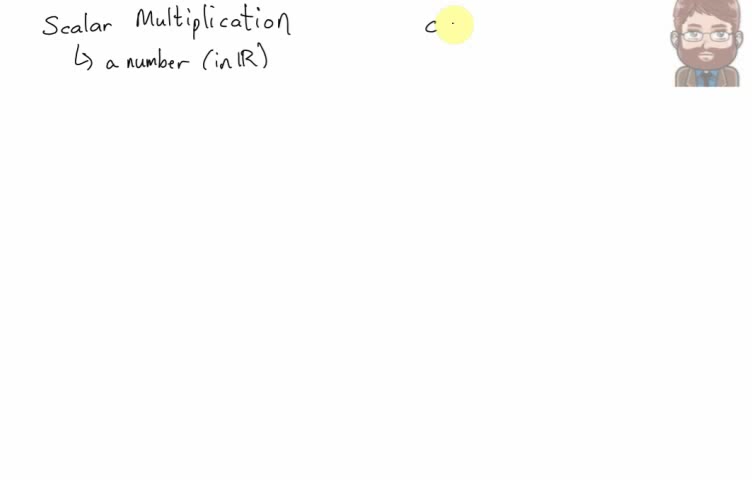 Scalar Multiplication
↳ a number (in ℝ)
c ·